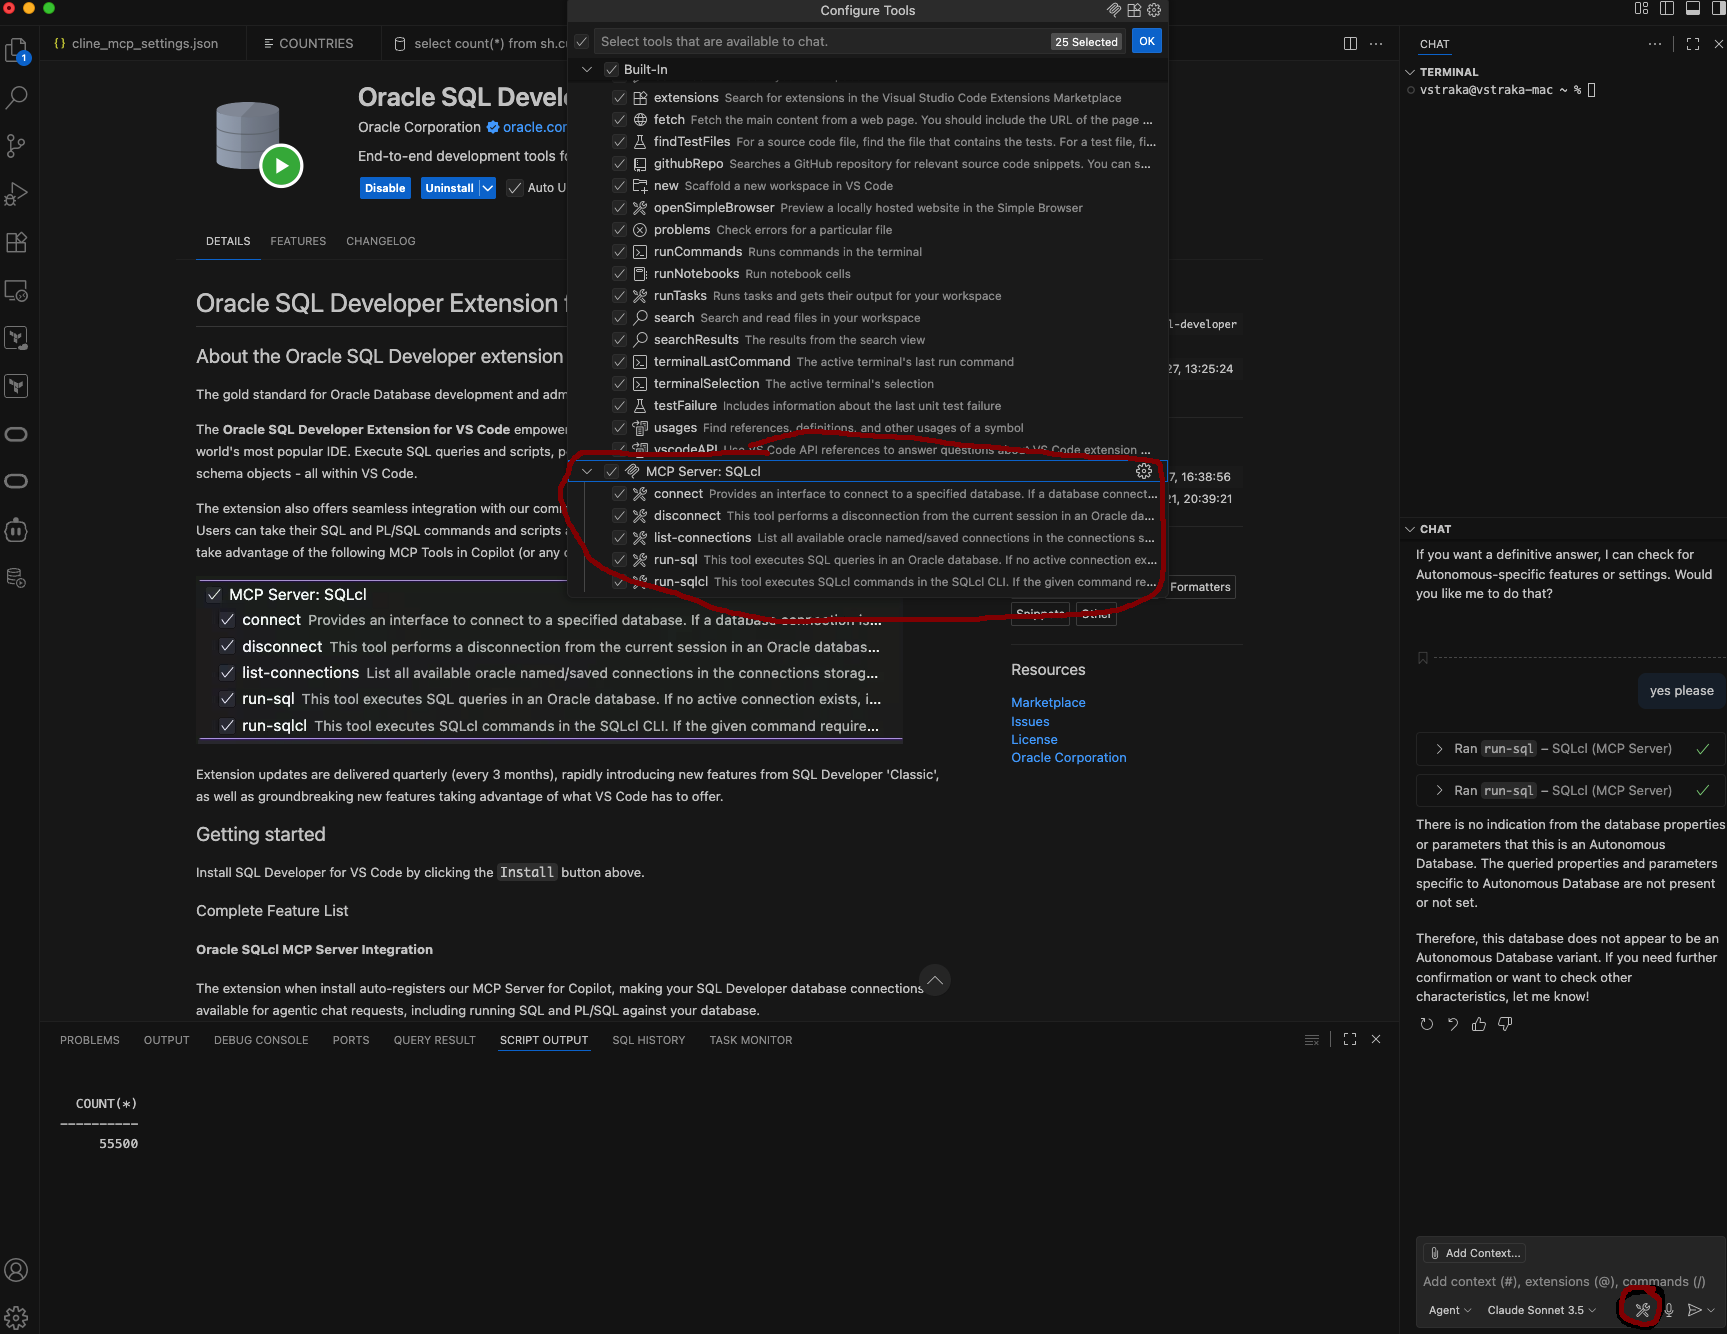 Configure Tools
1
cline_mcp_settings.json
COUNTRIES
select count(*) from sh.cu
Select tools that are available to chat.
25 Selected
OK
Built-In
extensions Search for extensions in the Visual Studio Code Extensions Marketplace
fetch Fetch the main content from a web page. You should include the URL of the page ...
findTestFiles For a source code file, find the file that contains the tests. For a test file, fi...
githubRepo Searches a GitHub repository for relevant source code snippets. You can s...
new Scaffold a new workspace in VS Code
openSimpleBrowser Preview a locally hosted website in the Simple Browser
problems Check errors for a particular file
runCommands Runs commands in the terminal
runNotebooks Run notebook cells
runTasks Runs tasks and gets their output for your workspace
search Search and read files in your workspace
searchResults The results from the search view
terminalLastCommand The active terminal's last run command
terminalSelection The active terminal's selection
testFailure Includes information about the last unit test failure
usages Find references, definitions, and other usages of a symbol
vscodeAPI Use VS Code API references to answer questions about VS Code extension ...
MCP Server: SQLcl
connect Provides an interface to connect to a specified database. If a database connect...
disconnect This tool performs a disconnection from the current session in an Oracle da...
list-connections List all available oracle named/saved connections in the connections s...
run-sql This tool executes SQL queries in an Oracle database. If no active connection ex...
run-sqlcl This tool executes SQLcl commands in the SQLcl CLI. If the given command re...
Oracle SQL Devel
Oracle Corporation oracle.cor
End-to-end development tools fo
Disable
Uninstall
Auto U
DETAILS
FEATURES
CHANGELOG
Oracle SQL Developer Extension f
About the Oracle SQL Developer extension
The gold standard for Oracle Database development and adm
The Oracle SQL Developer Extension for VS Code empower
world's most popular IDE. Execute SQL queries and scripts, p
schema objects - all within VS Code.
The extension also offers seamless integration with our comm
Users can take their SQL and PL/SQL commands and scripts a
take advantage of the following MCP Tools in Copilot (or any o
MCP Server: SQLcl
connect Provides an interface to connect to a specified database. If a database connection is...
disconnect This tool performs a disconnection from the current session in an Oracle databas...
list-connections List all available oracle named/saved connections in the connections storag...
run-sql This tool executes SQL queries in an Oracle database. If no active connection exists, i...
run-sqlcl This tool executes SQLcl commands in the SQLcl CLI. If the given command require...
Extension updates are delivered quarterly (every 3 months), rapidly introducing new features from SQL Developer 'Classic',
as well as groundbreaking new features taking advantage of what VS Code has to offer.
Getting started
Install SQL Developer for VS Code by clicking the Install button above.
Complete Feature List
Oracle SQLcl MCP Server Integration
The extension when install auto-registers our MCP Server for Copilot, making your SQL Developer database connections
available for agentic chat requests, including running SQL and PL/SQL against your database.
l-developer
27, 13:25:24
7, 16:38:56
21, 20:39:21
Formatters
Snippets
Other
Resources
Marketplace
Issues
License
Oracle Corporation
PROBLEMS
OUTPUT
DEBUG CONSOLE
PORTS
QUERY RESULT
SCRIPT OUTPUT
SQL HISTORY
TASK MONITOR
COUNT(*)
----------
55500
CHAT
TERMINAL
vstraka@vstraka-mac ~ %
CHAT
If you want a definitive answer, I can check for
Autonomous-specific features or settings. Would
you like me to do that?
yes please
Ran run-sql – SQLcl (MCP Server)
Ran run-sql – SQLcl (MCP Server)
There is no indication from the database properties
or parameters that this is an Autonomous
Database. The queried properties and parameters
specific to Autonomous Database are not present
or not set.
Therefore, this database does not appear to be an
Autonomous Database variant. If you need further
confirmation or want to check other
characteristics, let me know!
Add Context...
Add context (#), extensions (@), commands (/)
Agent
Claude Sonnet 3.5